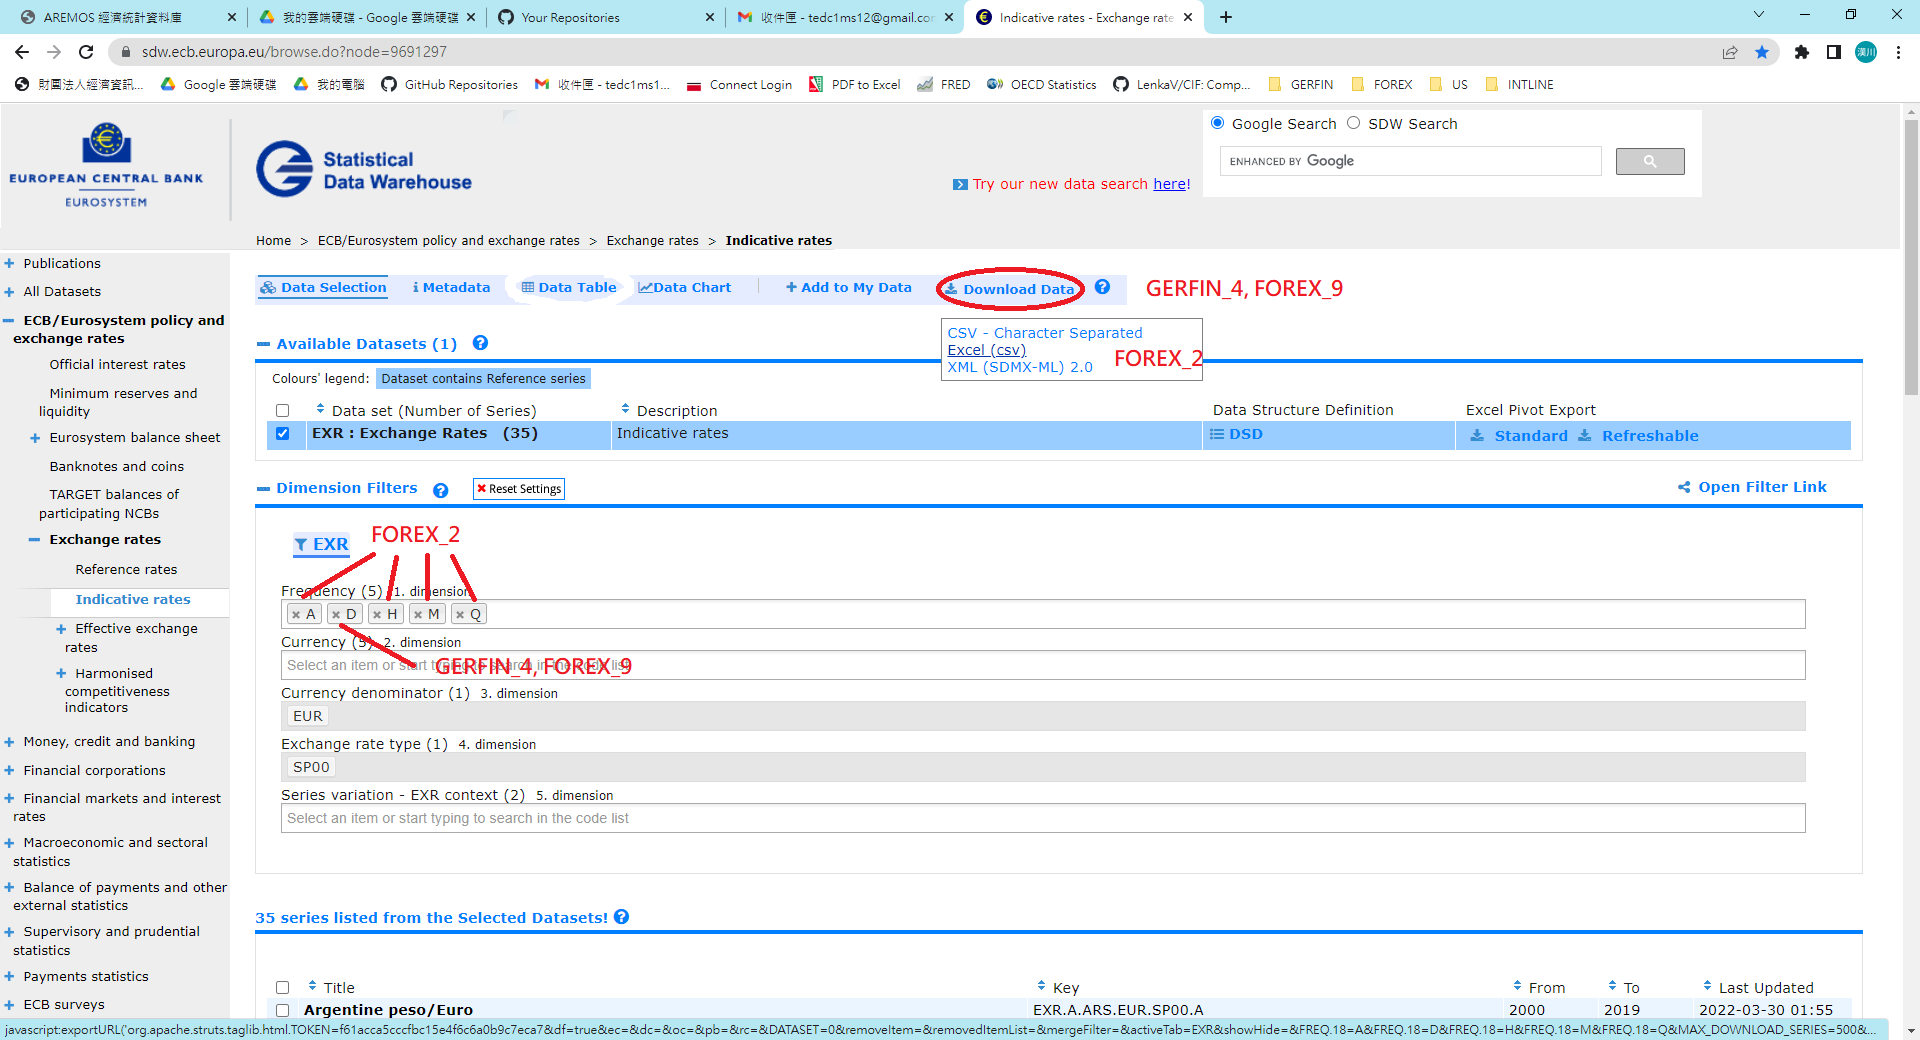 AREMOS 經濟統計資料庫
我的雲端硬碟 - Google 雲端硬碟
Your Repositories
收件匣 - tedc1ms12@gmail.cor
Indicative rates - Exchange rate
sdw.ecb.europa.eu/browse.do?node=9691297
漢川
財團法人經濟資訊...
Google 雲端硬碟
我的電腦
GitHub Repositories
收件匣 - tedc1ms1...
Connect Login
PDF to Excel
FRED
OECD Statistics
LenkaV/CIF: Comp...
GERFIN
FOREX
US
INTLINE
EUROPEAN CENTRAL BANK
EUROSYSTEM
Statistical
Data Warehouse
Try our new data search here!
Google Search
SDW Search
ENHANCED BY Google
Home > ECB/Eurosystem policy and exchange rates > Exchange rates > Indicative rates
Publications
All Datasets
ECB/Eurosystem policy and
exchange rates
Official interest rates
Minimum reserves and
liquidity
Eurosystem balance sheet
Banknotes and coins
TARGET balances of
participating NCBs
Exchange rates
Reference rates
Indicative rates
Effective exchange
rates
Harmonised
competitiveness
indicators
Money, credit and banking
Financial corporations
Financial markets and interest
rates
Macroeconomic and sectoral
statistics
Balance of payments and other
external statistics
Supervisory and prudential
statistics
Payments statistics
ECB surveys
Data Selection
Metadata
Data Table
Data Chart
Add to My Data
Download Data
GERFIN_4, FOREX_9
CSV - Character Separated
Excel (csv)
XML (SDMX-ML) 2.0
FOREX_2
Available Datasets (1)
Colours' legend: Dataset contains Reference series
Data set (Number of Series)
Description
Data Structure Definition
Excel Pivot Export
EXR : Exchange Rates (35)
Indicative rates
DSD
Standard
Refreshable
Dimension Filters
Reset Settings
Open Filter Link
EXR
FOREX_2
Frequency (5) 1. dimension
A
D
H
M
Q
Currency (5) 2. dimension
Select an item or start typing to search in the code list
GERFIN_4, FOREX_9
Currency denominator (1) 3. dimension
EUR
Exchange rate type (1) 4. dimension
SP00
Series variation - EXR context (2) 5. dimension
Select an item or start typing to search in the code list
35 series listed from the Selected Datasets!
Title
Key
From
To
Last Updated
Argentine peso/Euro
EXR.A.ARS.EUR.SP00.A
2000
2019
2022-03-30 01:55
javascript:exportURL('org.apache.struts.taglib.html.TOKEN=f61acca5cccfbc15e4f6c6a0b9c7eca7&df=true&ec=&dc=&oc=&pb=&rc=&DATASET=0&removeItem=&removedItemList=&mergeFilter=&activeTab=EXR&showHide=&FREQ.18=A&FREQ.18=D&FREQ.18=H&FREQ.18=M&FREQ.18=Q&MAX_DOWNLOAD_SERIES=500&...